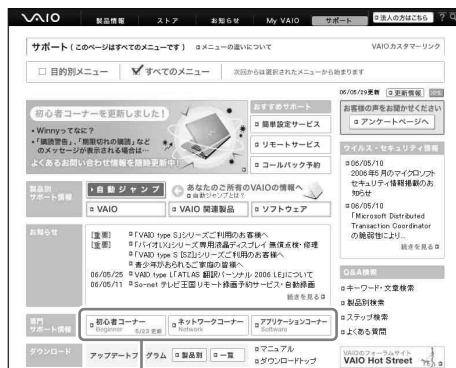 VAIO 製品情報 ストア お知らせ My VAIO サポート 法人の方はこちら
サポート ( このページはすべてのメニューです ) メニューの違いについて VAIOカスタマーリンク
目的別メニュー すべてのメニュー 次回からは選択されたメニューから始まります
06/05/29更新 更新情報
初心者コーナーを更新しました!
・Winnyってなに?
・「購読警告」、「期限切れの購読」など
のメッセージが表示される場合は…
よくあるお問い合わせ情報を随時更新中!
おすすめサポート
簡単設定サービス
リモートサービス
コールバック予約
お客様の声をお聞かせください
アンケートページへ
ウイルス・セキュリティ情報
06/05/10
2006年5月のマイクロソフト
セキュリティ情報掲載のお
知らせ
06/05/10
「Microsoft Distributed
Transaction Coordinator
の脆弱性により...
続きを見る
製品別
サポート情報
自動ジャンプ あなたのご所有のVAIOの情報へ
自動ジャンプとは?
VAIO VAIO 関連製品 ソフトウェア
お知らせ
[重要] 「VAIO type S」シリーズご利用のお客様へ
[重要] 「バイオLX」シリーズ専用液晶ディスプレイ 無償点検・修理
「VAIO type S [SZ]」シリーズご利用のお客様へ
青少年がおられるご家庭の皆様へ
06/05/25 VAIO type L「ATLAS 翻訳パーソナル 2006 LE」について
06/05/11 So-net テレビ王国リモート録画予約サービス・自動録画
続きを見る
Q&A検索
キーワード・文章検索
製品別検索
ステップ検索
よくある質問
専門
サポート情報
初心者コーナー
Beginner 5/23 更新
ネットワークコーナー
Network
アプリケーションコーナー
Software
ダウンロード アップデートプ グラム 製品別 一覧
マニュアル
ダウンロードトップ
VAIOのフォーラムサイト
VAIO Hot Street